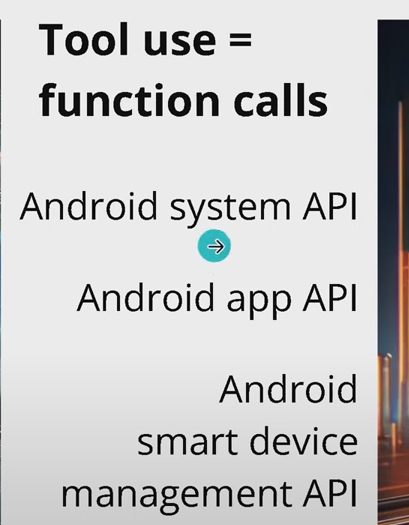 Tool use =
function calls
Android system API
Android app API
Android
smart device
management API